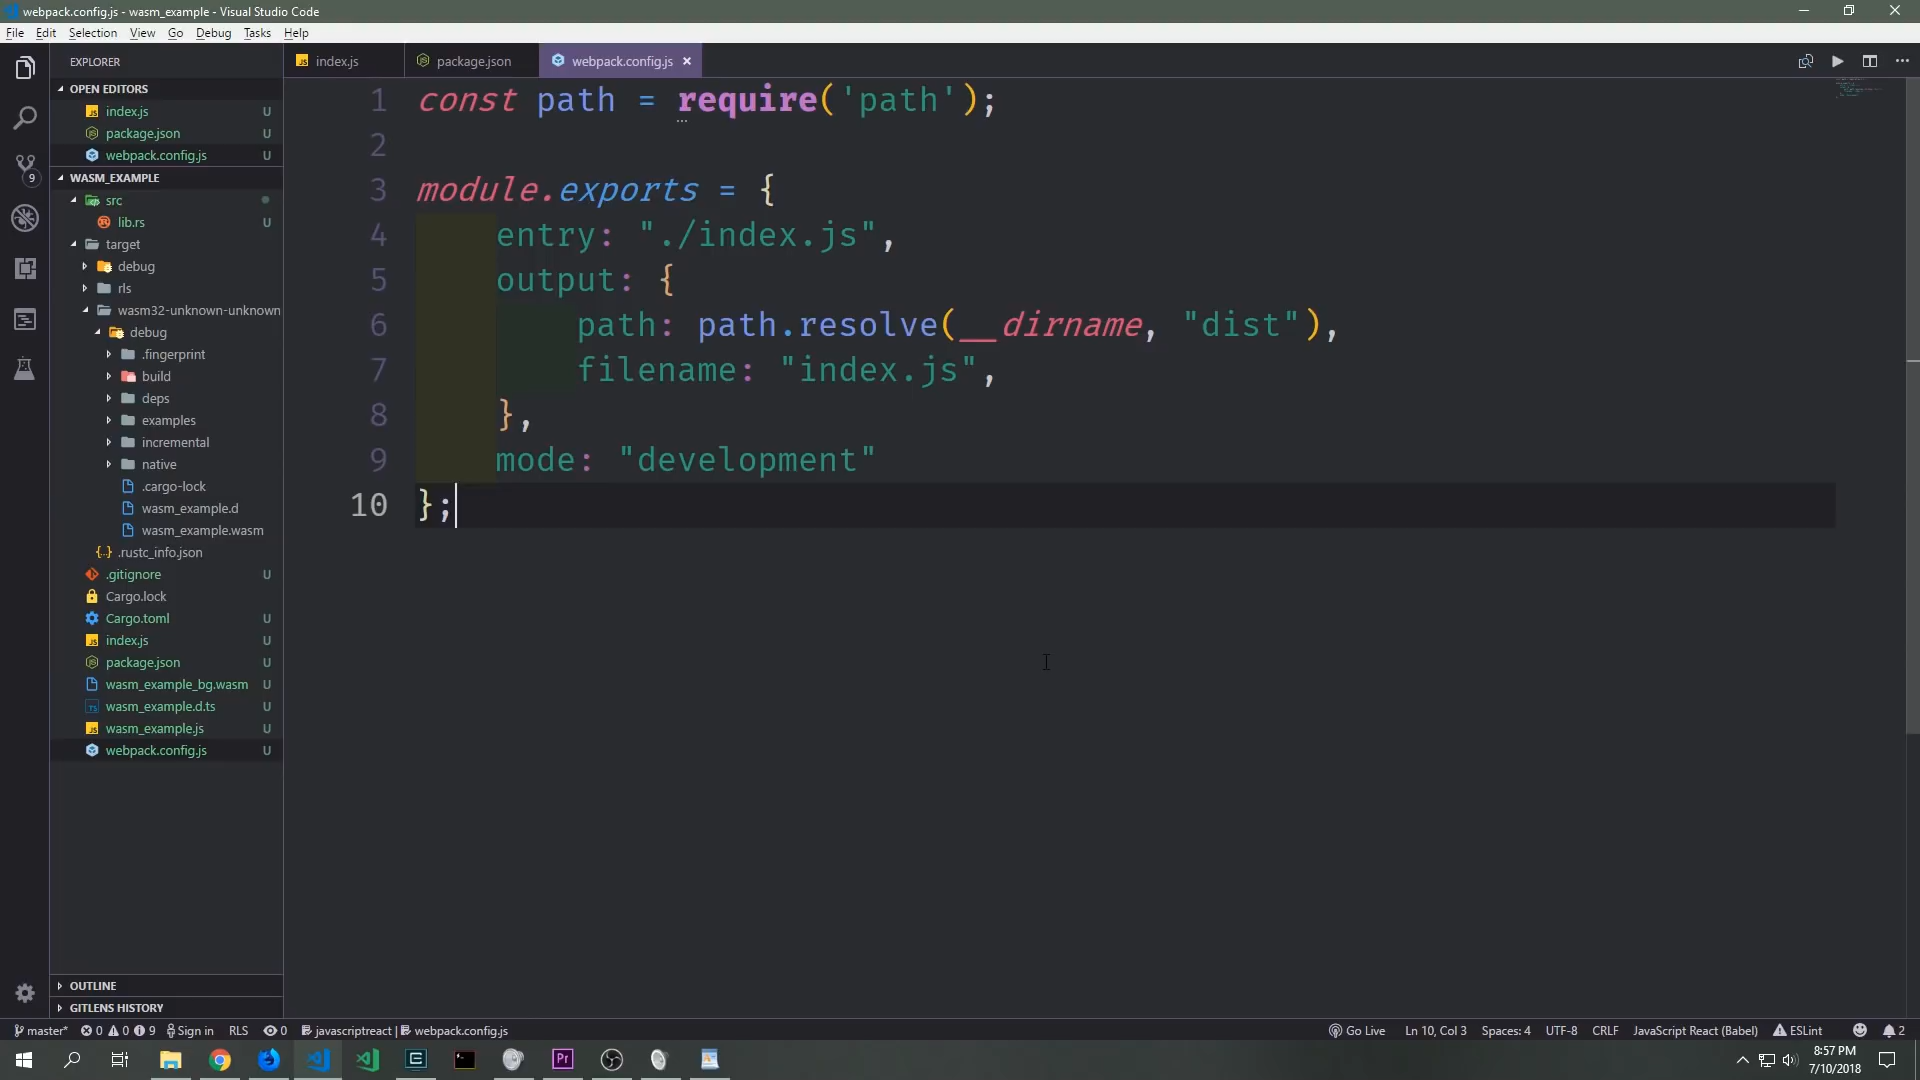 webpack.config.js - wasm_example - Visual Studio Code
File Edit Selection View Go Debug Tasks Help
EXPLORER
OPEN EDITORS
index.js U
package.json U
webpack.config.js U
WASM_EXAMPLE
src
lib.rs U
target
debug
rls
wasm32-unknown-unknown
debug
.fingerprint
build
deps
examples
incremental
native
.cargo-lock
wasm_example.d
wasm_example.wasm
.rustc_info.json
.gitignore U
Cargo.lock
Cargo.toml U
index.js U
package.json U
wasm_example_bg.wasm U
wasm_example.d.ts U
wasm_example.js U
webpack.config.js U
OUTLINE
GITLENS HISTORY
9
index.js package.json webpack.config.js ×
1 const path = require('path');
2
3 module.exports = {
4 entry: "./index.js",
5 output: {
6 path: path.resolve(__dirname, "dist"),
7 filename: "index.js",
8 },
9 mode: "development"
10 };
master* 0 0 9 Sign in RLS 0 javascriptreact | webpack.config.js Go Live Ln 10, Col 3 Spaces: 4 UTF-8 CRLF JavaScript React (Babel) ESLint 2
Pr
8:57 PM
7/10/2018